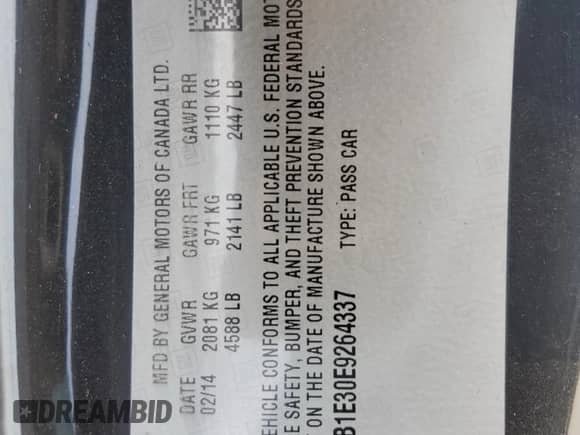 MFD BY GENERAL MOTORS OF CANADA LTD.
DATE GVWR GAWR FRT GAWR RR
02/14 2081 KG 971 KG 1110 KG
4588 LB 2141 LB 2447 LB
EHICLE CONFORMS TO ALL APPLICABLE U.S. FEDERAL MOT
E SAFETY, BUMPER, AND THEFT PREVENTION STANDARDS
T ON THE DATE OF MANUFACTURE SHOWN ABOVE.
B1E30E9264337 TYPE: PASS CAR
DREAMBID